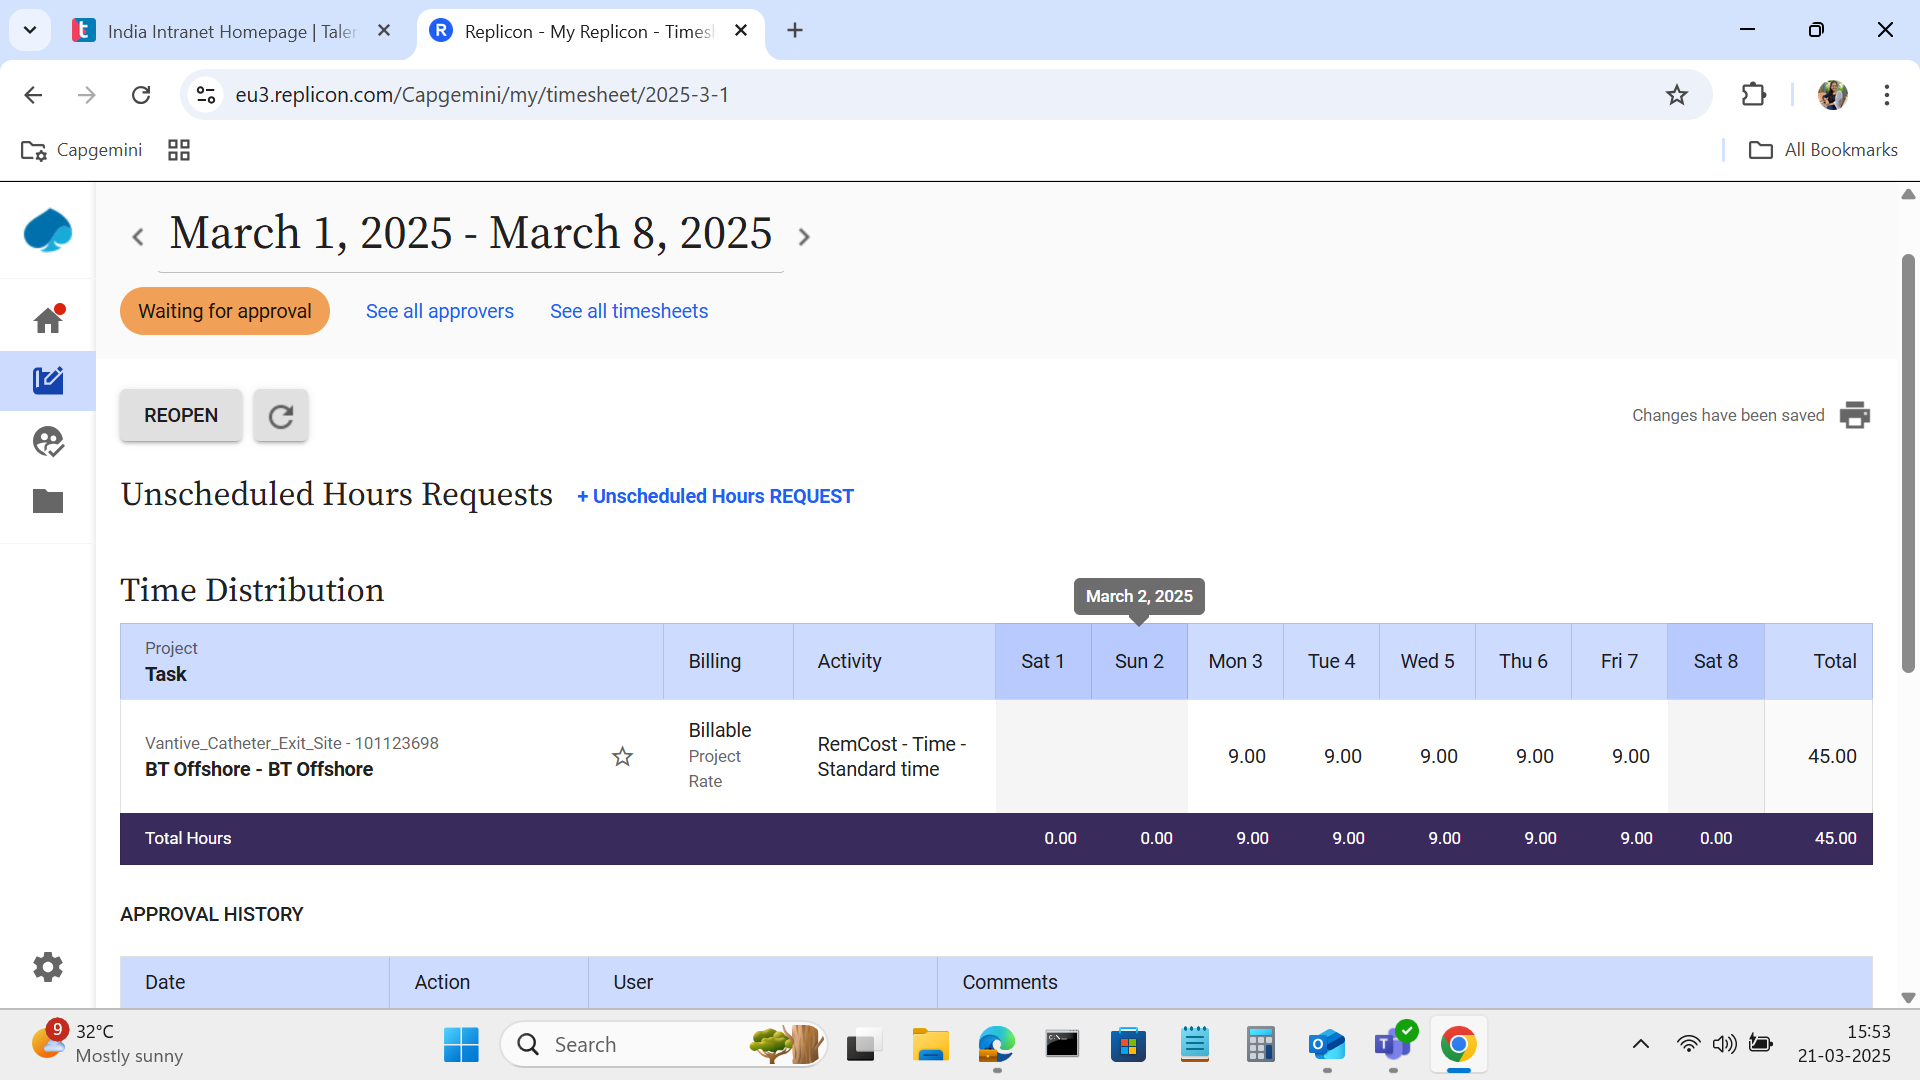 India Intranet Homepage | Taler
Replicon - My Replicon - Times
eu3.replicon.com/Capgemini/my/timesheet/2025-3-1
Capgemini
All Bookmarks
March 1, 2025 - March 8, 2025
Waiting for approval
See all approvers
See all timesheets
REOPEN
Changes have been saved
Unscheduled Hours Requests
+ Unscheduled Hours REQUEST
Time Distribution
March 2, 2025
Project
Task
Billing
Activity
Sat 1
Sun 2
Mon 3
Tue 4
Wed 5
Thu 6
Fri 7
Sat 8
Total
Vantive_Catheter_Exit_Site - 101123698
BT Offshore - BT Offshore
Billable
Project
Rate
RemCost - Time -
Standard time
9.00
9.00
9.00
9.00
9.00
45.00
Total Hours
0.00
0.00
9.00
9.00
9.00
9.00
9.00
0.00
45.00
APPROVAL HISTORY
Date
Action
User
Comments
9
32°C
Mostly sunny
Search
15:53
21-03-2025